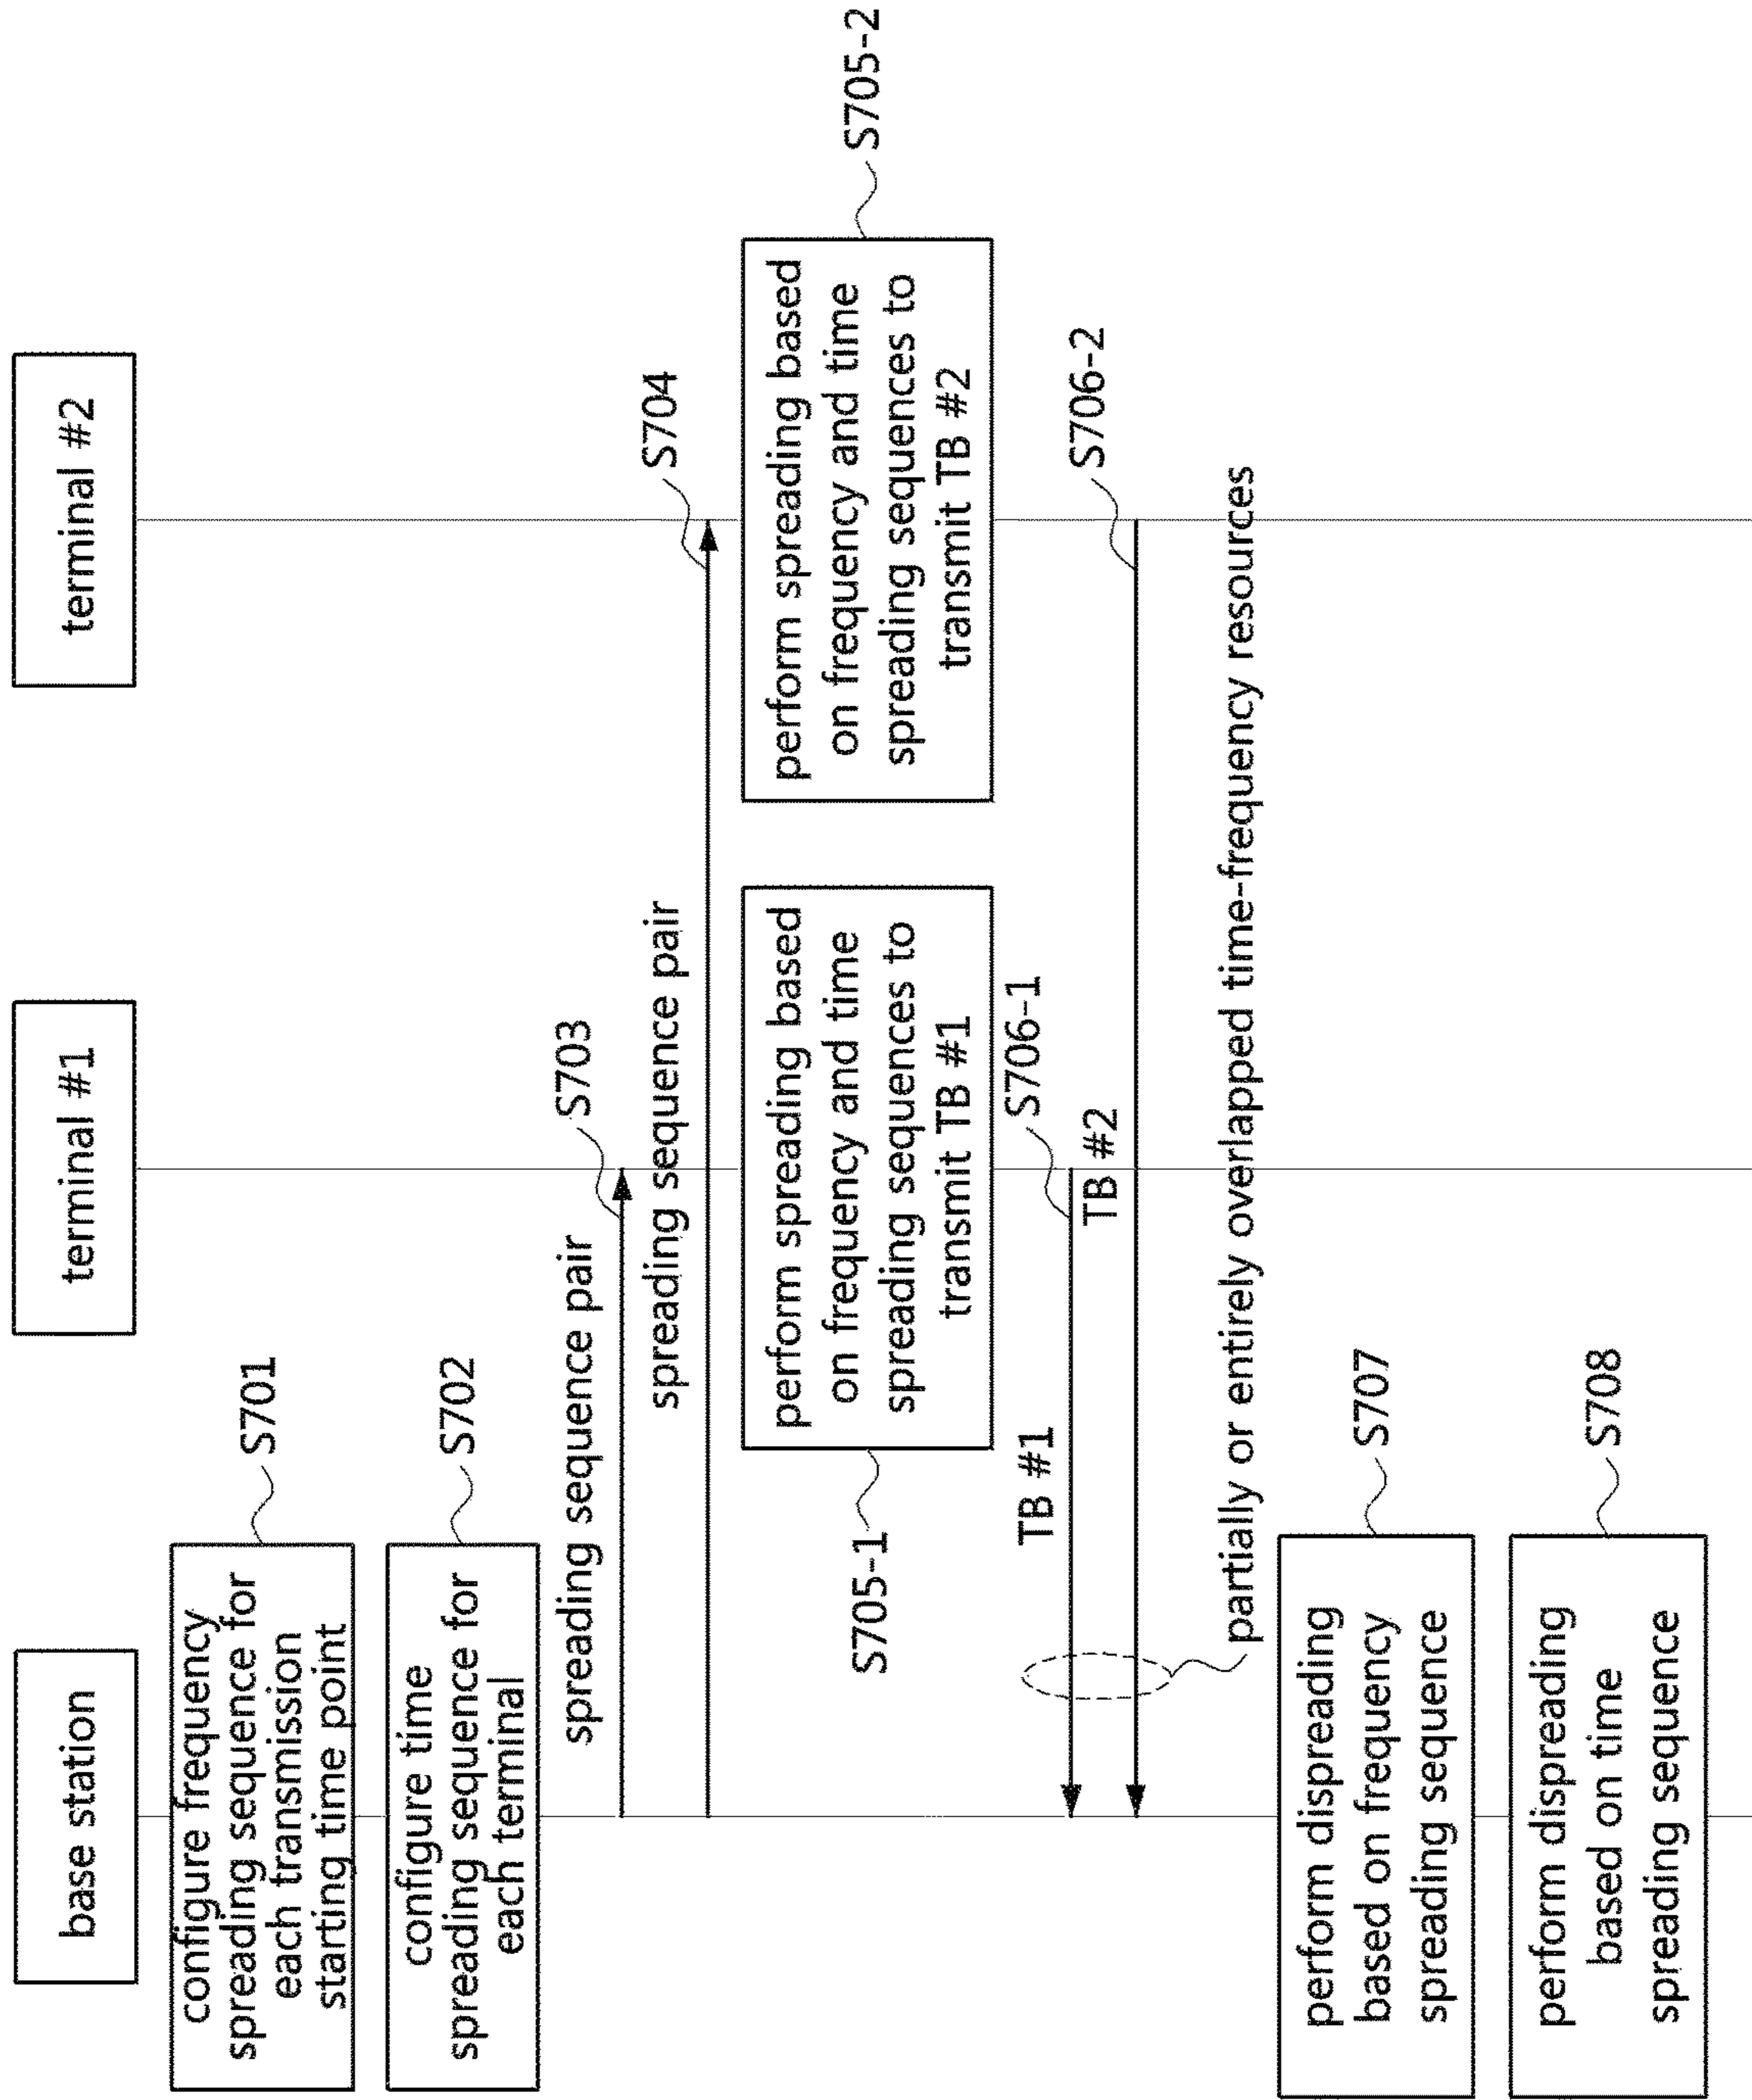 base station
terminal #1
terminal #2
configure frequency
spreading sequence for
each transmission
starting time point
S701
configure time
spreading sequence for
each terminal
S702
spreading sequence pair
S703
spreading sequence pair
S704
perform spreading based
on frequency and time
spreading sequences to
transmit TB #1
S705-1
perform spreading based
on frequency and time
spreading sequences to
transmit TB #2
S705-2
TB #1
S706-1
TB #2
S706-2
partially or entirely overlapped time-frequency resources
perform dispreading
based on frequency
spreading sequence
S707
perform dispreading
based on time
spreading sequence
S708